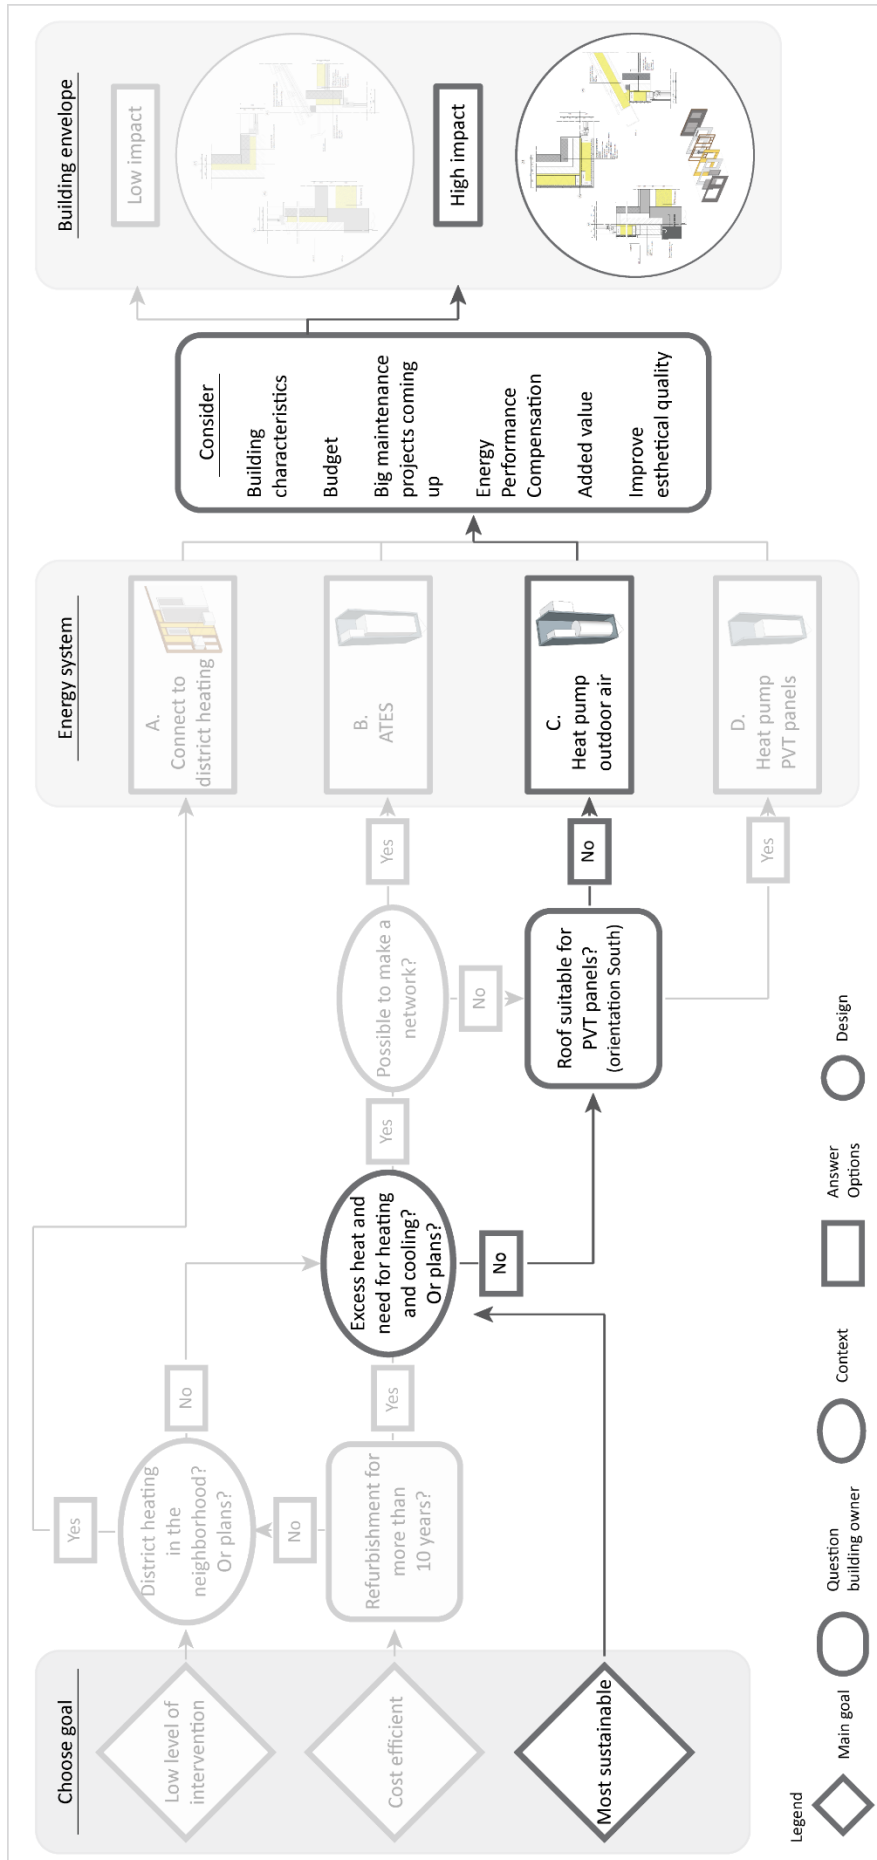 Choose goal
Low level of
intervention
Cost efficient
Most sustainable
Yes
District heating
in the
neighborhood?
Or plans?
No
No
Refurbishment for
more than
10 years?
Yes
Excess heat and
need for heating
and cooling?
Or plans?
No
Yes
Possible to make a
network?
Yes
No
Roof suitable for
PVT panels?
(orientation South)
No
Yes
Energy system
A.
Connect to
district heating
B.
ATES
C.
Heat pump
outdoor air
D.
Heat pump
PVT panels
Consider
Building
characteristics
Budget
Big maintenance
projects coming
up
Energy
Performance
Compensation
Added value
Improve
esthetical quality
Building envelope
Low impact
High impact
Legend
Main goal
Question
building owner
Context
Answer
Options
Design